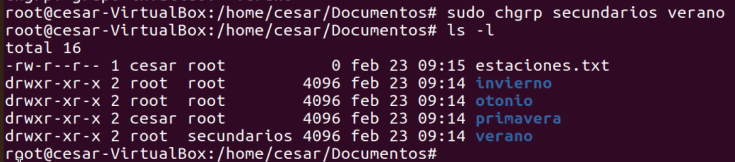 root@cesar-VirtualBox:/home/cesar/Documentos# sudo chgrp secundarios verano
root@cesar-VirtualBox:/home/cesar/Documentos# ls -l
total 16
-rw-r--r-- 1 cesar root 0 feb 23 09:15 estaciones.txt
drwxr-xr-x 2 root root 4096 feb 23 09:14 invierno
drwxr-xr-x 2 root root 4096 feb 23 09:14 otonio
drwxr-xr-x 2 cesar root 4096 feb 23 09:14 primavera
drwxr-xr-x 2 root secundarios 4096 feb 23 09:14 verano
root@cesar-VirtualBox:/home/cesar/Documentos#